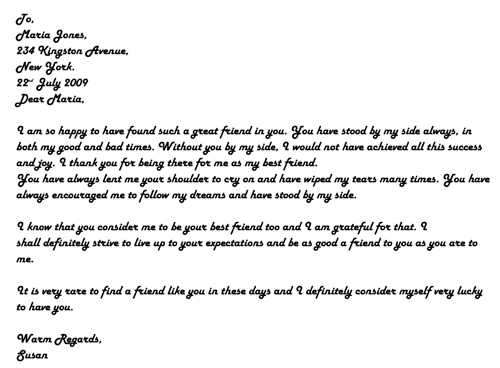 To,
Maria Jones,
234 Kingston Avenue,
New York.
22nd July 2009
Dear Maria,
I am so happy to have found such a great friend in you. You have stood by my side always, in
both my good and bad times. Without you by my side, I would not have achieved all this success
and joy. I thank you for being there for me as my best friend.
You have always lent me your shoulder to cry on and have wiped my tears many times. You have
always encouraged me to follow my dreams and have stood by my side.
I know that you consider me to be your best friend too and I am grateful for that. I
shall definitely strive to live up to your expectations and be as good a friend to you as you are to
me.
It is very rare to find a friend like you in these days and I definitely consider myself very lucky
to have you.
Warm Regards,
Susan